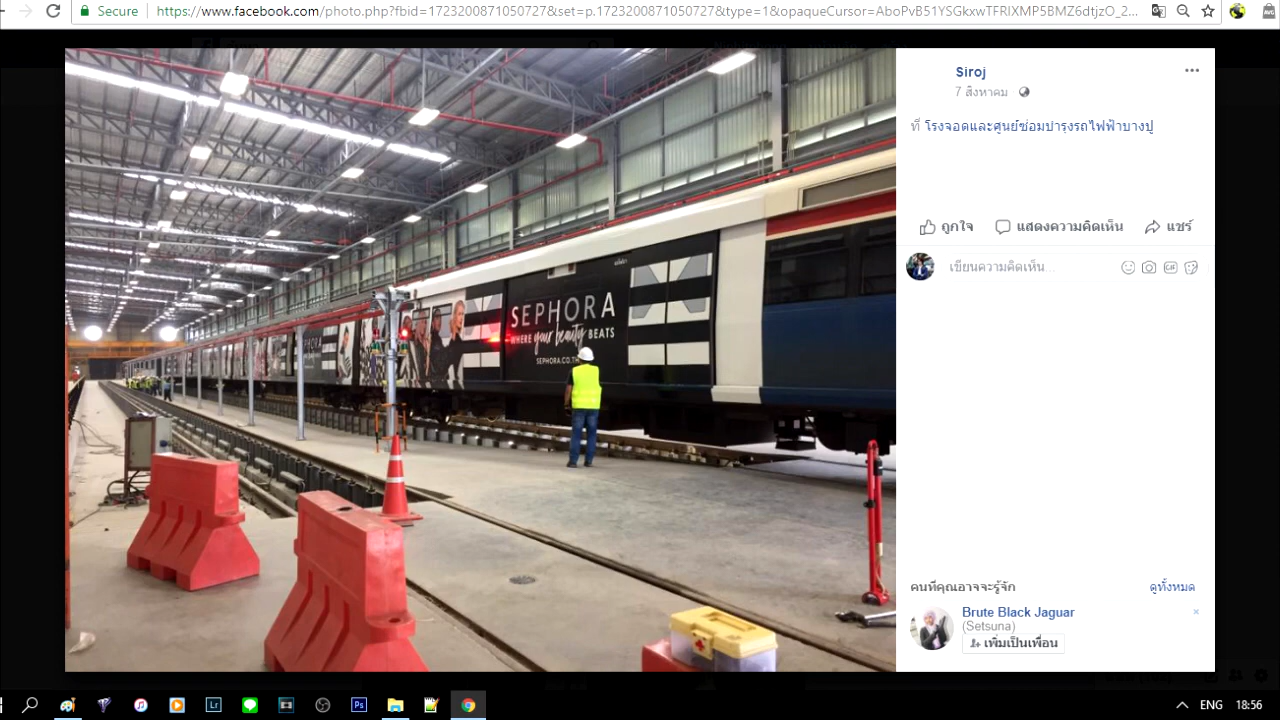 Secure
https://www.facebook.com/photo.php?fbid=1723200871050727&set=p.1723200871050727&type=1&opaqueCursor=AboPvB51YSGkxwTFRlXMP5BMZ6dtjzO_2...
Siroj
7 สิงหาคม
ที่ โรงจอดและศูนย์ซ่อมบำรุงรถไฟฟ้าบางปู
ถูกใจ แสดงความคิดเห็น แชร์
เขียนความคิดเห็น...
GIF
SEPHORA
WHERE your beauty BEATS
SEPHORA.CO.TH
SEPHORA
คนที่คุณอาจจะรู้จัก ดูทั้งหมด
Brute Black Jaguar
(Setsuna)
เพิ่มเป็นเพื่อน
Lr
Ps
ENG 18:56